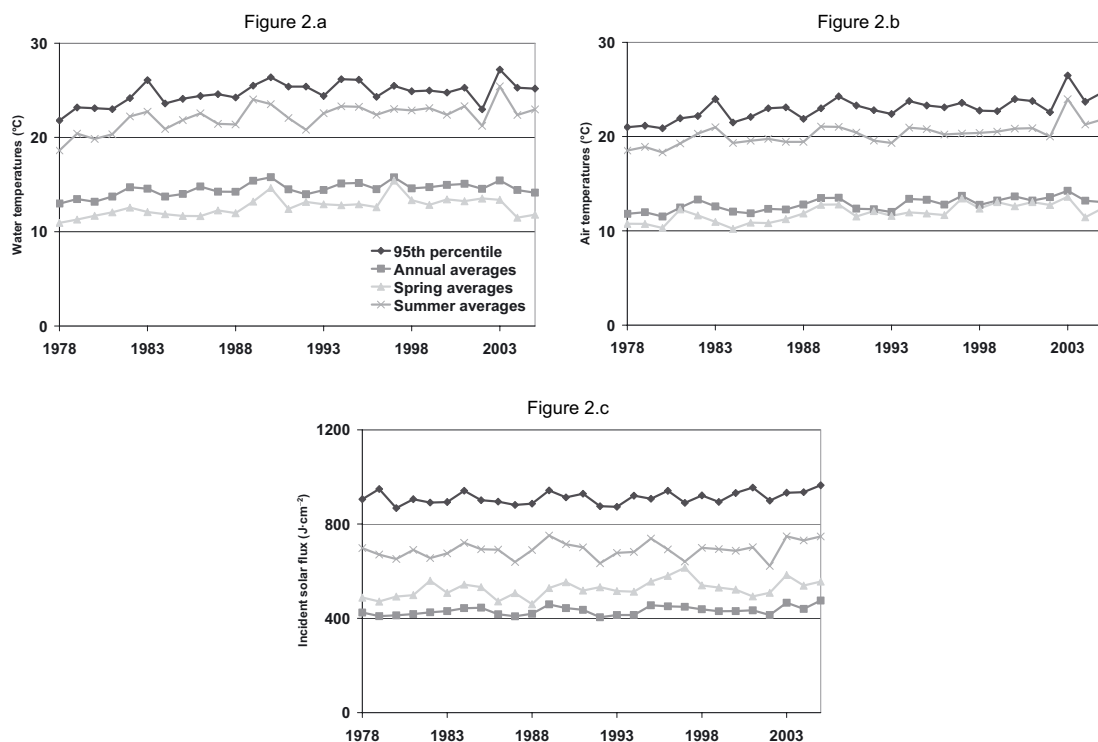 Figure 2.a
Water temperatures (°C)
30
20
10
0
95th percentile
Annual averages
Spring averages
Summer averages
1978 1983 1988 1993 1998 2003
Figure 2.b
Air temperatures (°C)
30
20
10
0
1978 1983 1988 1993 1998 2003
Figure 2.c
Incident solar flux (J·cm⁻²)
1200
800
400
0
1978 1983 1988 1993 1998 2003